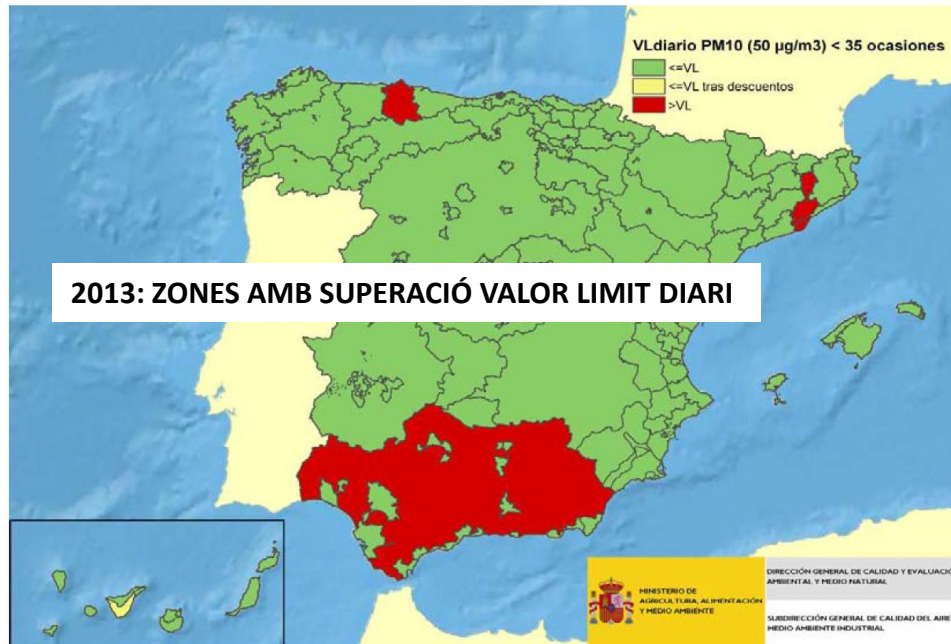 VLdiario PM10 (50 µg/m3) < 35 ocasiones
<=VL
<=VL tras descuentos
>VL
2013: ZONES AMB SUPERACIÓ VALOR LIMIT DIARI
MINISTERIO DE
AGRICULTURA, ALIMENTACIÓN
Y MEDIO AMBIENTE
DIRECCIÓN GENERAL DE CALIDAD Y EVALUACIÓ
AMBIENTAL Y MEDIO NATURAL
SUBDIRECCIÓN GENERAL DE CALIDAD DEL AIRE
MEDIO AMBIENTE INDUSTRIAL